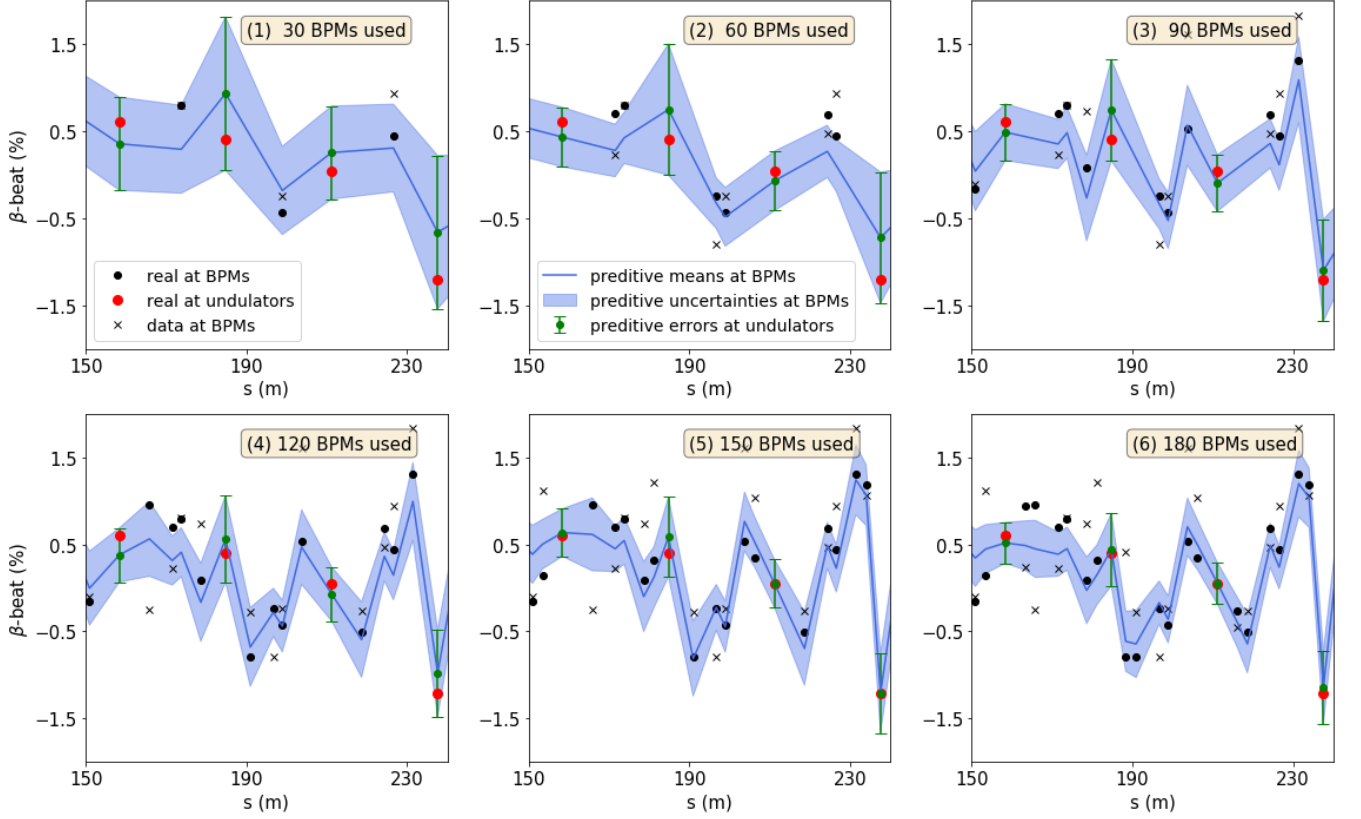 (1) 30 BPMs used
(2) 60 BPMs used
(3) 90 BPMs used
1.5
0.5
−0.5
−1.5
β-beat (%)
real at BPMs
real at undulators
data at BPMs
150
190
230
s (m)
1.5
0.5
−0.5
−1.5
preditive means at BPMs
preditive uncertainties at BPMs
preditive errors at undulators
150
190
230
s (m)
1.5
0.5
−0.5
−1.5
150
190
230
s (m)
(4) 120 BPMs used
(5) 150 BPMs used
(6) 180 BPMs used
1.5
0.5
−0.5
−1.5
β-beat (%)
150
190
230
s (m)
1.5
0.5
−0.5
−1.5
150
190
230
s (m)
1.5
0.5
−0.5
−1.5
150
190
230
s (m)